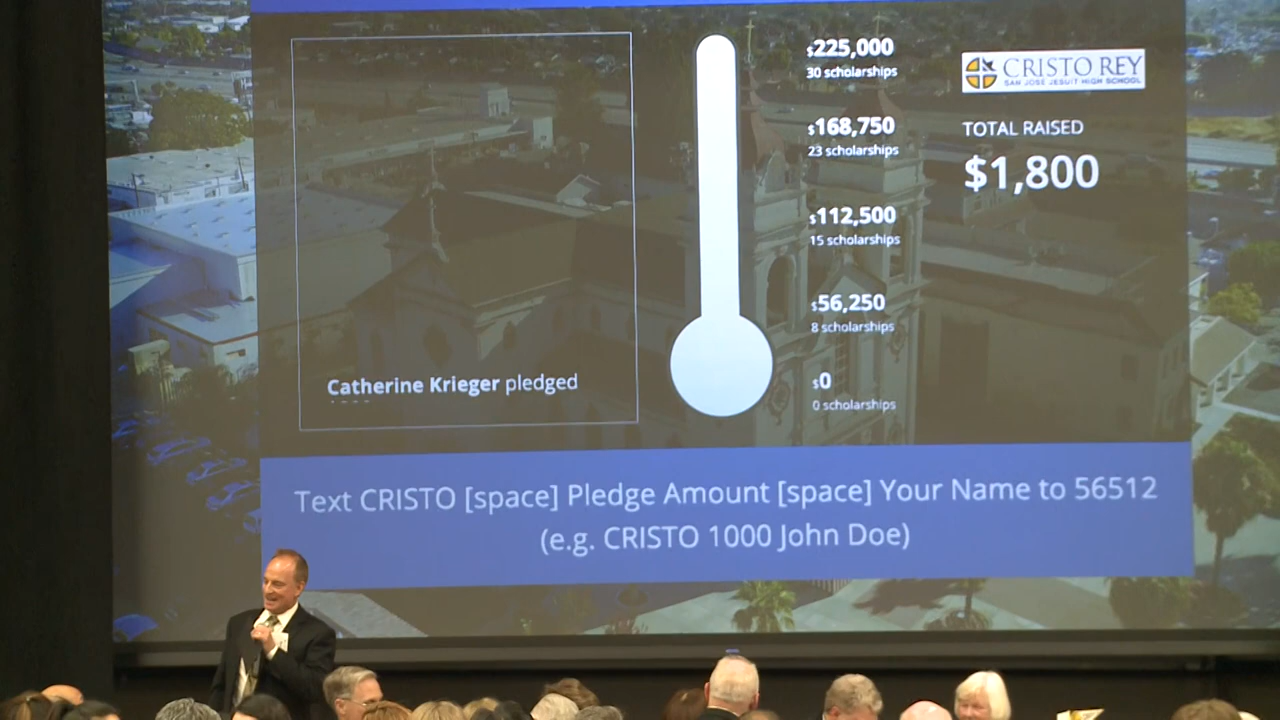 $225,000
30 scholarships
$168,750
23 scholarships
$112,500
15 scholarships
$56,250
8 scholarships
$0
0 scholarships
CRISTO REY
SAN JOSE JESUIT HIGH SCHOOL
TOTAL RAISED
$1,800
Catherine Krieger pledged
Text CRISTO [space] Pledge Amount [space] Your Name to 56512
(e.g. CRISTO 1000 John Doe)